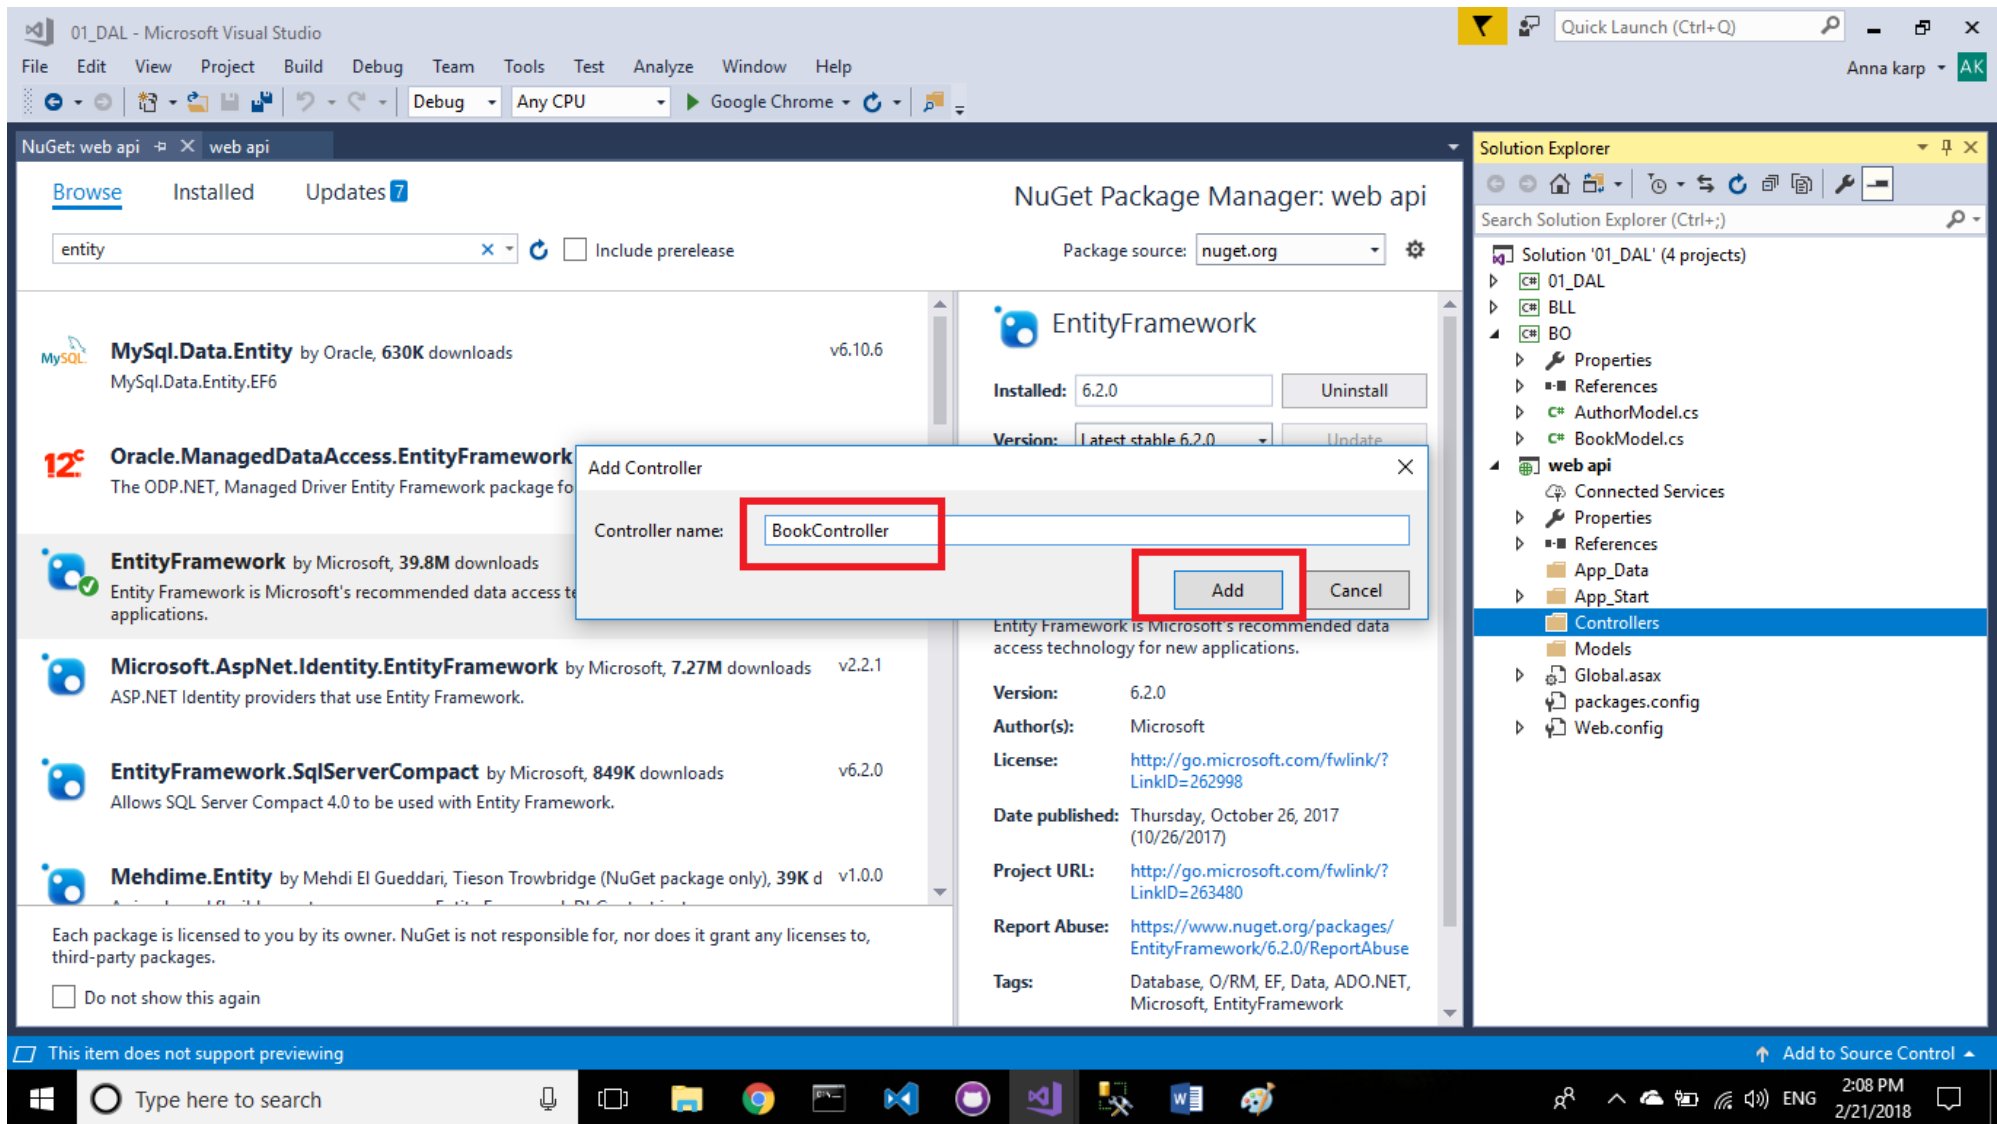 01_DAL - Microsoft Visual Studio
Quick Launch (Ctrl+Q)
File Edit View Project Build Debug Team Tools Test Analyze Window Help
Anna karp AK
Debug Any CPU Google Chrome
NuGet: web api web api
Browse Installed Updates 7
NuGet Package Manager: web api
entity
Include prerelease
Package source: nuget.org
MySql.Data.Entity by Oracle, 630K downloads v6.10.6
MySql.Data.Entity.EF6
MySQL
Oracle.ManagedDataAccess.EntityFramework
12c
The ODP.NET, Managed Driver Entity Framework package fo
EntityFramework by Microsoft, 39.8M downloads
Entity Framework is Microsoft's recommended data access te
applications.
Microsoft.AspNet.Identity.EntityFramework by Microsoft, 7.27M downloads v2.2.1
ASP.NET Identity providers that use Entity Framework.
EntityFramework.SqlServerCompact by Microsoft, 849K downloads v6.2.0
Allows SQL Server Compact 4.0 to be used with Entity Framework.
Mehdime.Entity by Mehdi El Gueddari, Tieson Trowbridge (NuGet package only), 39K d v1.0.0
Each package is licensed to you by its owner. NuGet is not responsible for, nor does it grant any licenses to,
third-party packages.
Do not show this again
EntityFramework
Installed: 6.2.0 Uninstall
Version: Latest stable 6.2.0 Update
Add Controller
Controller name: BookController
Add Cancel
Entity Framework is Microsoft's recommended data
access technology for new applications.
Version: 6.2.0
Author(s): Microsoft
License: http://go.microsoft.com/fwlink/?
LinkID=262998
Date published: Thursday, October 26, 2017
(10/26/2017)
Project URL: http://go.microsoft.com/fwlink/?
LinkID=263480
Report Abuse: https://www.nuget.org/packages/
EntityFramework/6.2.0/ReportAbuse
Tags: Database, O/RM, EF, Data, ADO.NET,
Microsoft, EntityFramework
Solution Explorer
Search Solution Explorer (Ctrl+;)
Solution '01_DAL' (4 projects)
C# 01_DAL
C# BLL
C# BO
Properties
References
C# AuthorModel.cs
C# BookModel.cs
web api
Connected Services
Properties
References
App_Data
App_Start
Controllers
Models
Global.asax
packages.config
Web.config
This item does not support previewing
Add to Source Control
Type here to search
ENG
2:08 PM
2/21/2018